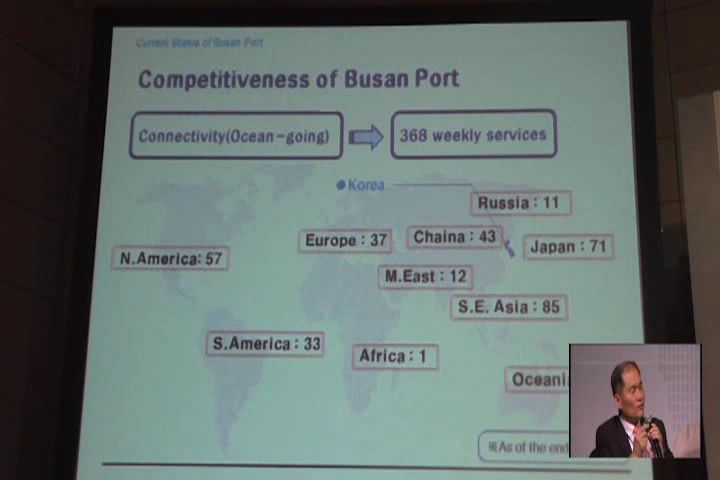 Current Status of Busan Port
Competitiveness of Busan Port
Connectivity(Ocean-going)
368 weekly services
Korea
Russia : 11
Europe : 37
Chaina : 43
Japan : 71
N.America: 57
M.East : 12
S.E. Asia : 85
S.America : 33
Africa : 1
※As of the end